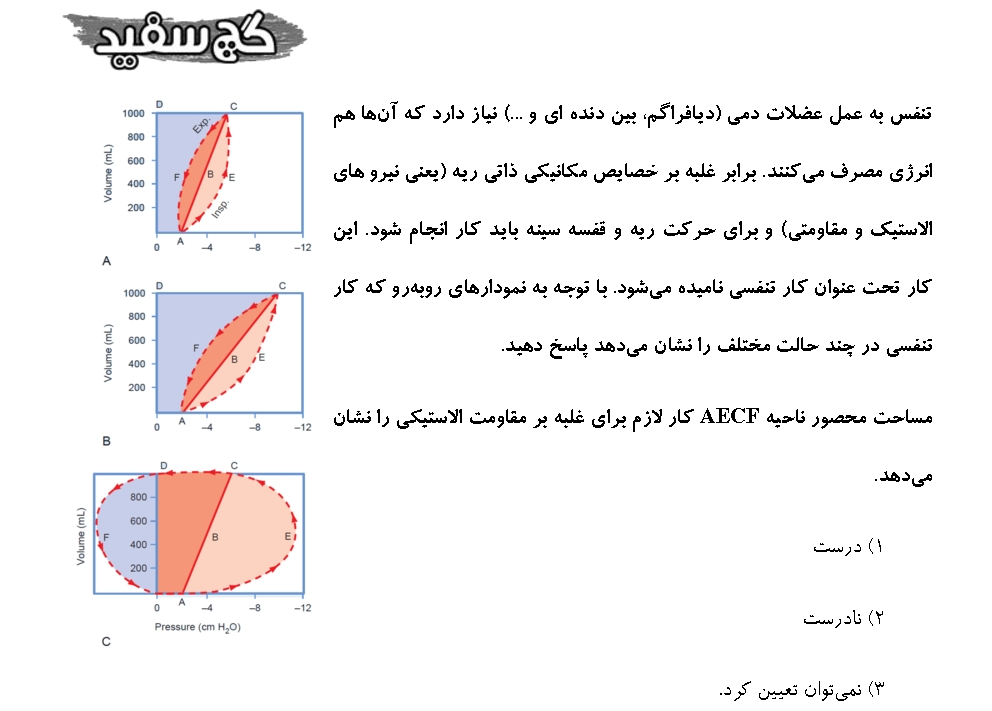 گچ سفید
تنفس به عمل عضلات دمی (دیافراگم، بین دنده ای و ...) نیاز دارد که آن‌ها هم
انرژی مصرف می‌کنند. برابر غلبه بر خصایص مکانیکی ذاتی ریه (یعنی نیرو های
الاستیک و مقاومتی) و برای حرکت ریه و قفسه سینه باید کار انجام شود. این
کار تحت عنوان کار تنفسی نامیده می‌شود. با توجه به نمودارهای روبه‌رو که کار
تنفسی در چند حالت مختلف را نشان می‌دهد پاسخ دهید.
مساحت محصور ناحیه AECF کار لازم برای غلبه بر مقاومت الاستیکی را نشان
می‌دهد.
۱) درست
۲) نادرست
۳) نمی‌توان تعیین کرد.
D C
1000
800
600
400
200
Volume (mL)
Exp.
F B E
Insp.
A
0 –4 –8 –12
A
D C
1000
800
600
400
200
Volume (mL)
F B E
A
0 –4 –8 –12
B
D C
800
600
400
200
Volume (mL)
F B E
A
0 –4 –8 –12
Pressure (cm H₂O)
C